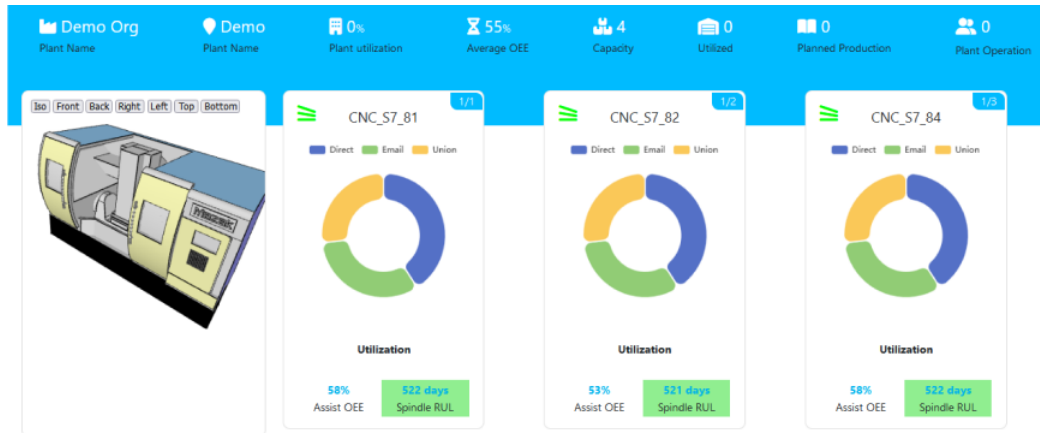 Demo Org
Plant Name
Demo
Plant Name
0%
Plant utilization
55%
Average OEE
4
Capacity
0
Utilized
0
Planned Production
0
Plant Operation
Iso Front Back Right Left Top Bottom
Mazak
1/1
CNC_S7_81
Direct Email Union
Utilization
58%
Assist OEE
522 days
Spindle RUL
1/2
CNC_S7_82
Direct Email Union
Utilization
53%
Assist OEE
521 days
Spindle RUL
1/3
CNC_S7_84
Direct Email Union
Utilization
58%
Assist OEE
522 days
Spindle RUL